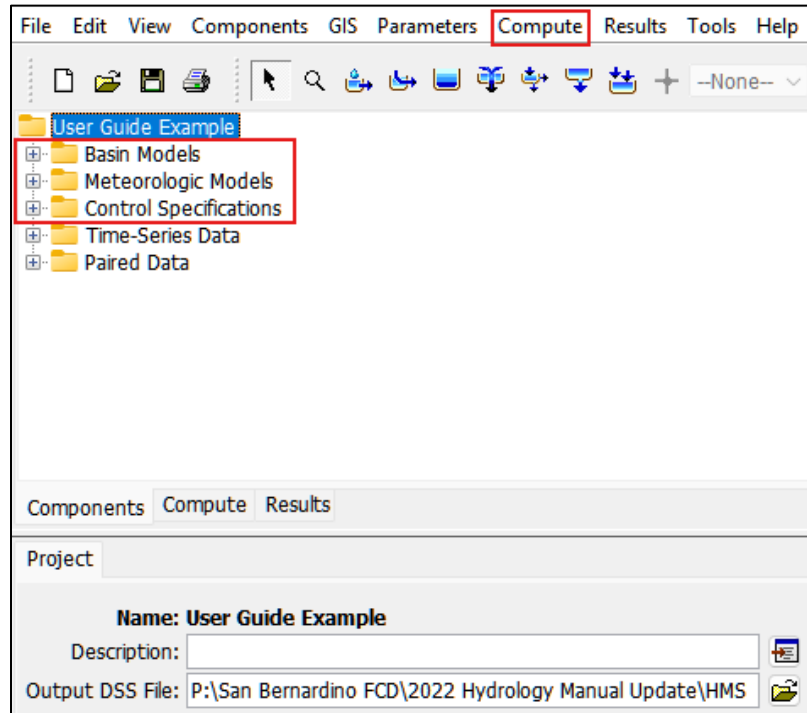 File Edit View Components GIS Parameters Compute Results Tools Help
--None--
User Guide Example
Basin Models
Meteorologic Models
Control Specifications
Time-Series Data
Paired Data
Components Compute Results
Project
Name: User Guide Example
Description:
Output DSS File: P:\San Bernardino FCD\2022 Hydrology Manual Update\HMS